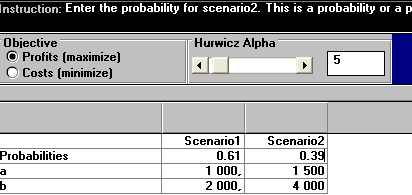 nstruction: Enter the probability for scenario2. This is a probability or a p
Objective
Profits (maximize)
Costs (minimize)
Hurwicz Alpha
5
Scenario1 Scenario2
Probabilities 0.61 0.39
a 1 000, 1 500
b 2 000, 4 000